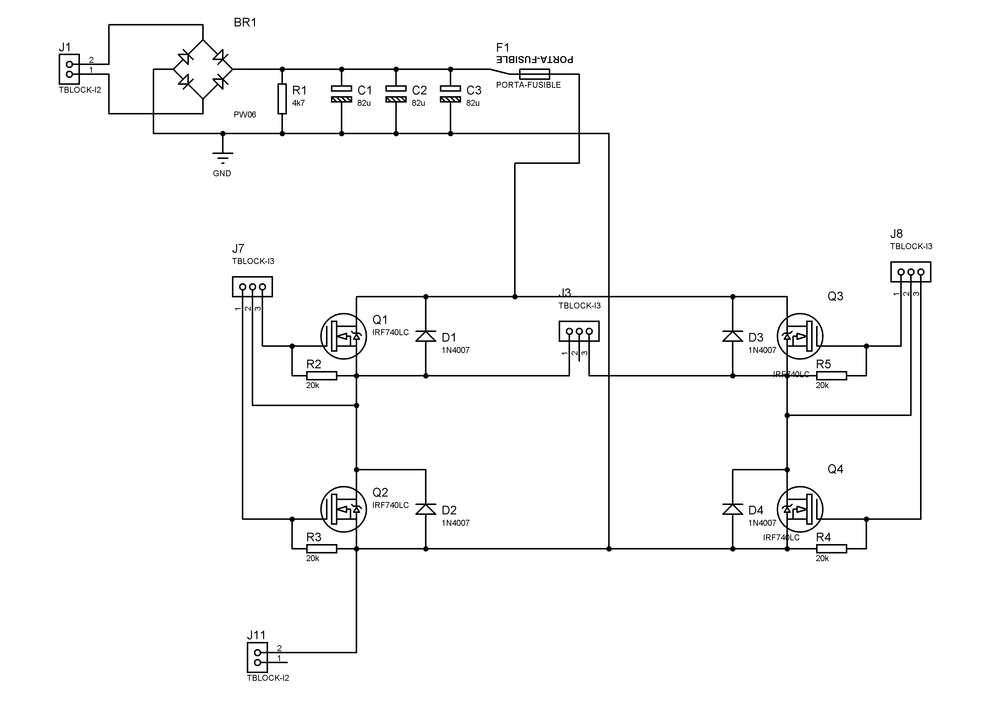 BR1
J1
2
1
TBLOCK-I2
PW06
R1
4k7
C1
82u
C2
82u
C3
82u
F1
PORTA-FUSIBLE
PORTA-FUSIBLE
GND
J7
TBLOCK-I3
1
2
3
J8
TBLOCK-I3
1
2
3
Q1
IRF740LC
D1
1N4007
R2
20k
J3
TBLOCK-I3
1
2
3
Q3
D3
1N4007
IRF740LC
R5
20k
Q2
IRF740LC
D2
1N4007
R3
20k
Q4
D4
1N4007
IRF740LC
R4
20k
J11
2
1
TBLOCK-I2